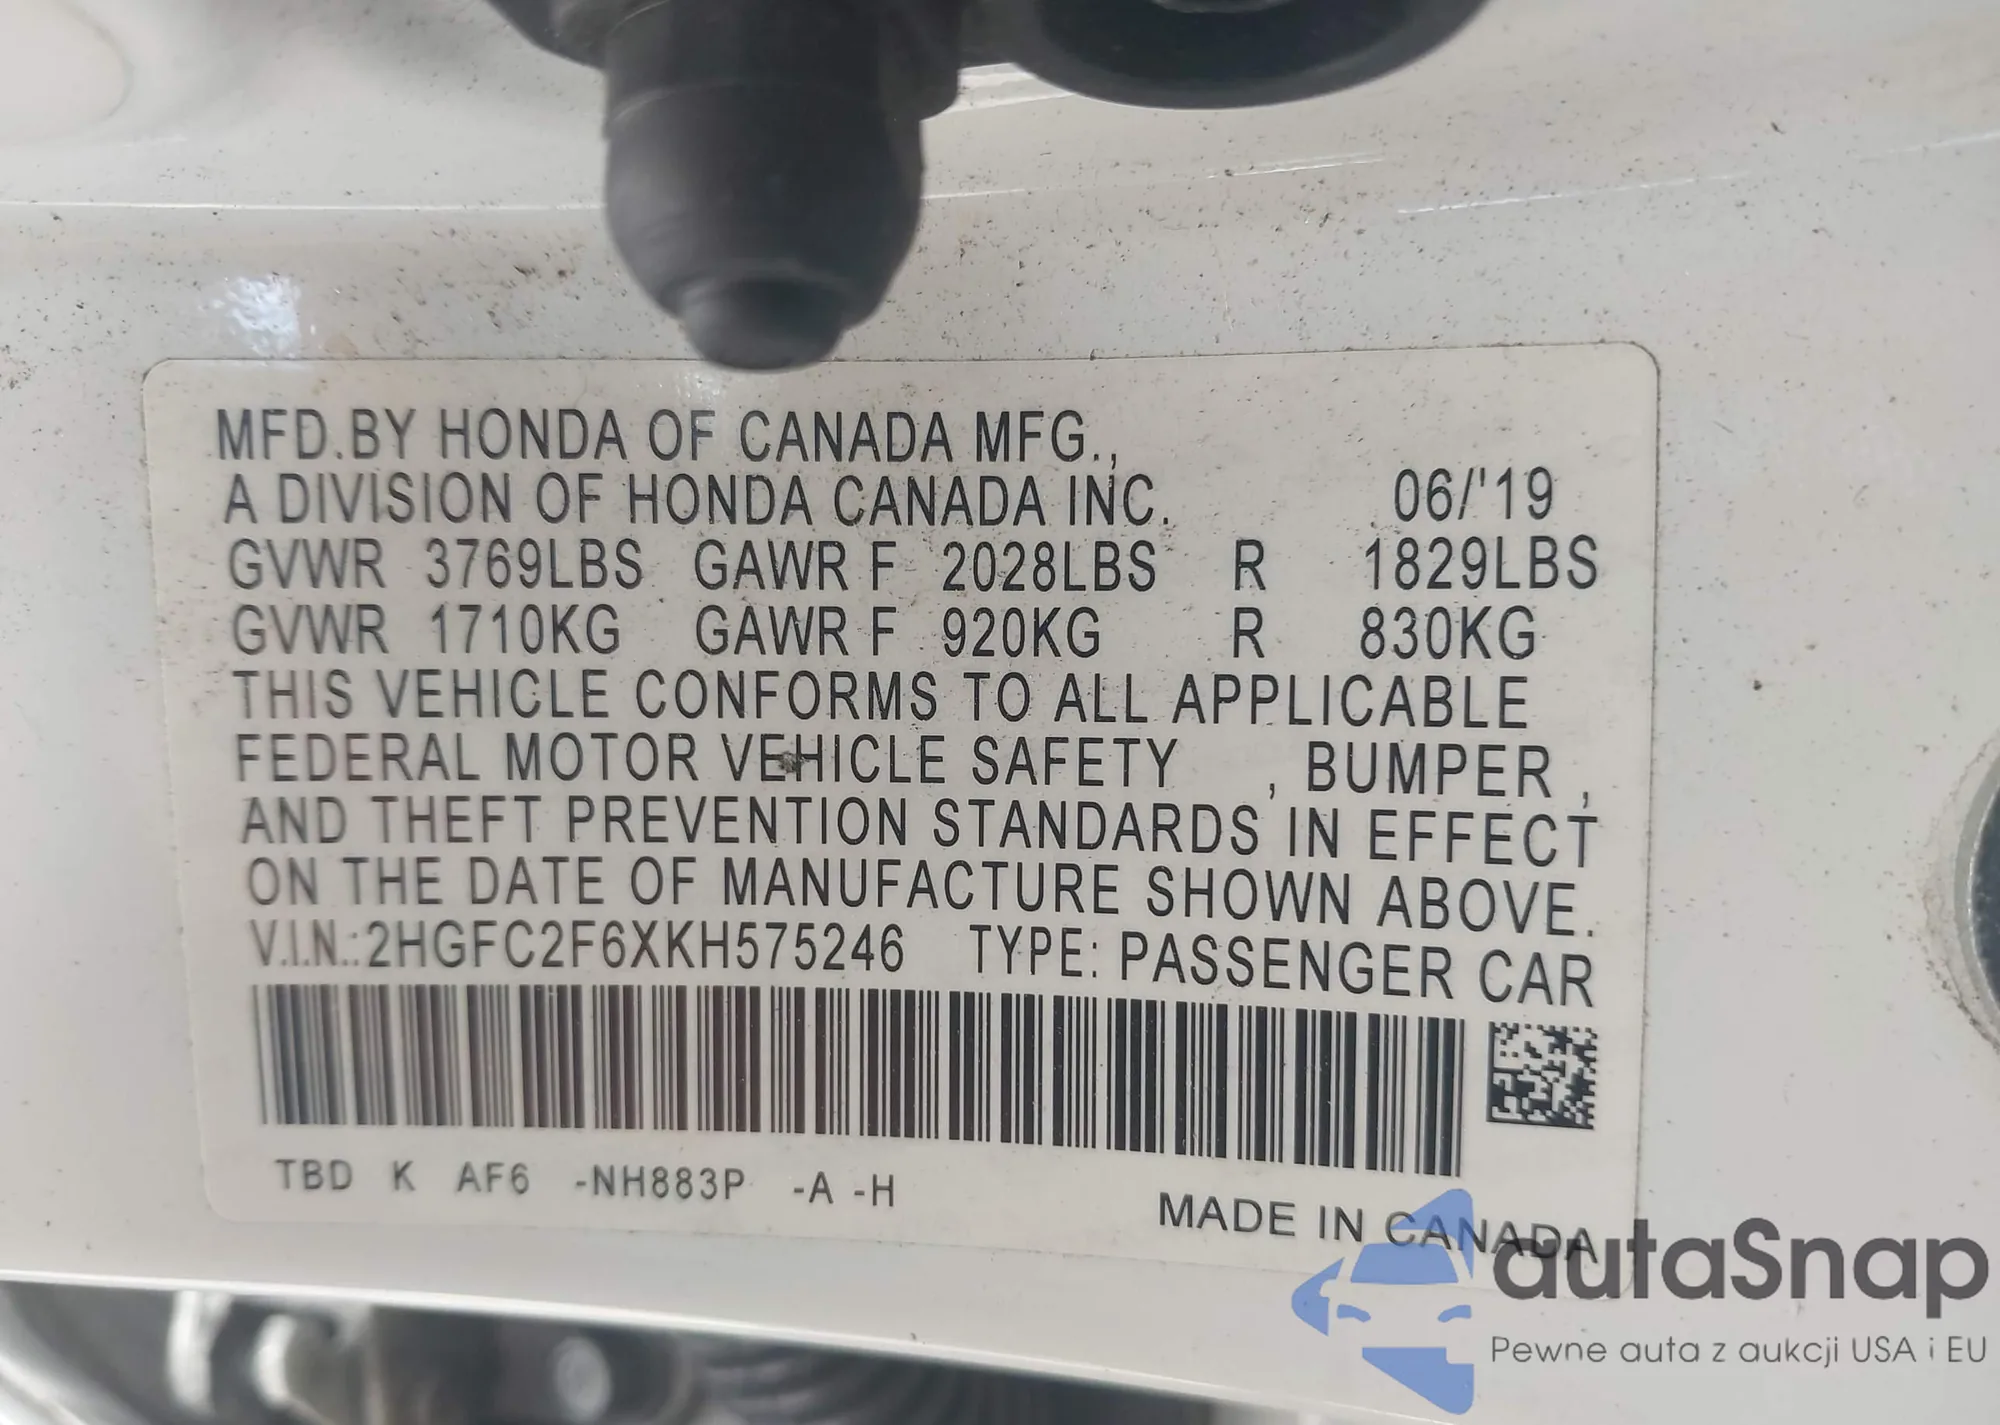 MFD.BY HONDA OF CANADA MFG.,
A DIVISION OF HONDA CANADA INC. 06/'19
GVWR 3769LBS GAWR F 2028LBS R 1829LBS
GVWR 1710KG GAWR F 920KG R 830KG
THIS VEHICLE CONFORMS TO ALL APPLICABLE
FEDERAL MOTOR VEHICLE SAFETY , BUMPER ,
AND THEFT PREVENTION STANDARDS IN EFFECT
ON THE DATE OF MANUFACTURE SHOWN ABOVE.
V.I.N.:2HGFC2F6XKH575246 TYPE: PASSENGER CAR
TBD K AF6 -NH883P -A -H
MADE IN CANADA
autaSnap
Pewne auta z aukcji USA i EU